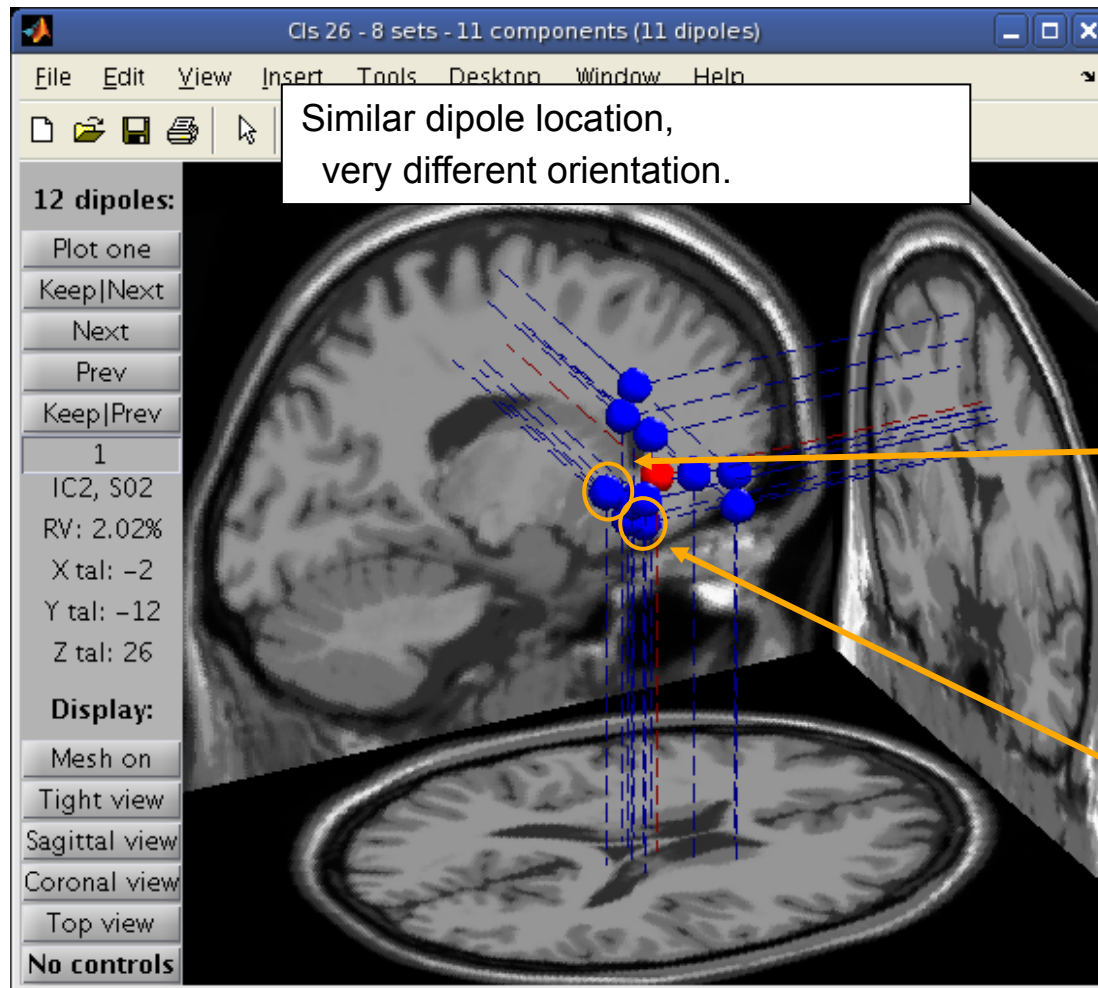 Cls 26 - 8 sets - 11 components (11 dipoles)
File Edit View Insert Tools Desktop Window Help
Similar dipole location,
very different orientation.
12 dipoles:
Plot one
Keep|Next
Next
Prev
Keep|Prev
1
IC2, S02
RV: 2.02%
X tal: −2
Y tal: −12
Z tal: 26
Display:
Mesh on
Tight view
Sagittal view
Coronal view
Top view
No controls